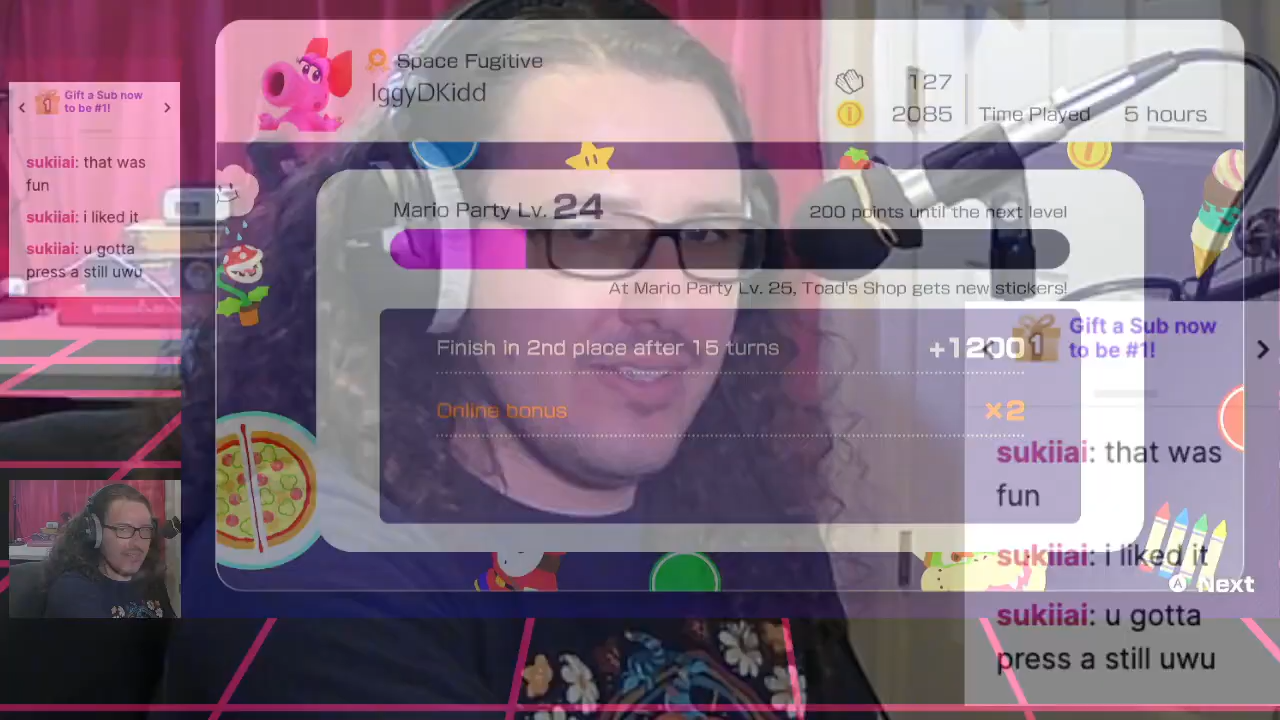 Space Fugitive
IggyDKidd
127
2085
Time Played 5 hours
1 Gift a Sub now
to be #1!
sukiiai: that was
fun
sukiiai: i liked it
sukiiai: u gotta
press a still uwu
Mario Party Lv. 24
200 points until the next level
At Mario Party Lv. 25, Toad's Shop gets new stickers!
Finish in 2nd place after 15 turns +1200
Online bonus ×2
1 Gift a Sub now
to be #1!
sukiiai: that was
fun
sukiiai: i liked it
sukiiai: u gotta
press a still uwu
A Next